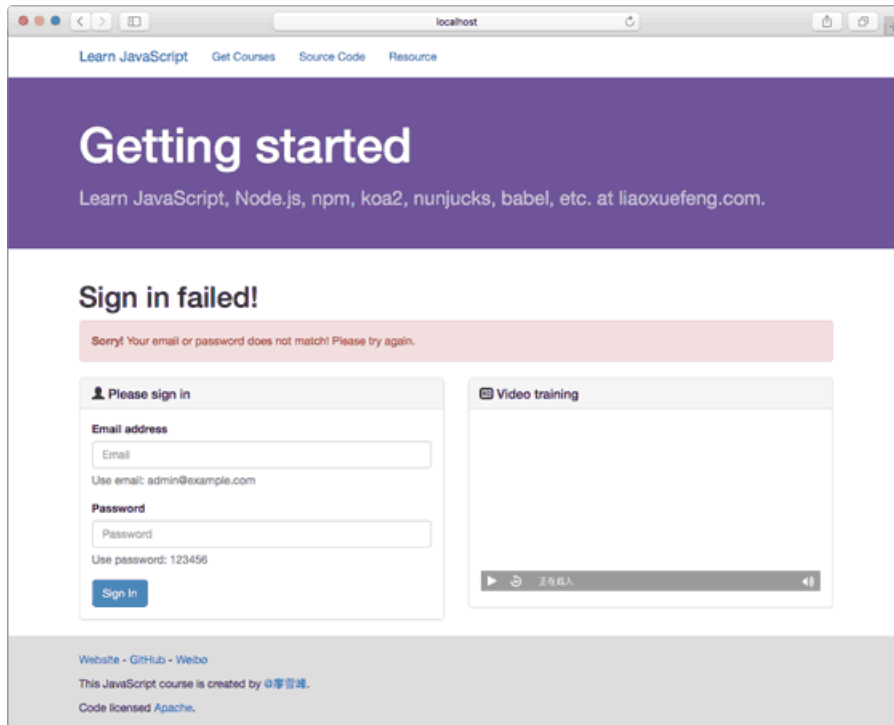 localhost
Learn JavaScript Get Courses Source Code Resource
Getting started
Learn JavaScript, Node.js, npm, koa2, nunjucks, babel, etc. at liaoxuefeng.com.
Sign in failed!
Sorry! Your email or password does not match! Please try again.
Please sign in
Email address
Email
Use email: admin@example.com
Password
Password
Use password: 123456
Sign In
Video training
正在载入
Website - GitHub - Weibo
This JavaScript course is created by @廖雪峰.
Code licensed Apache.